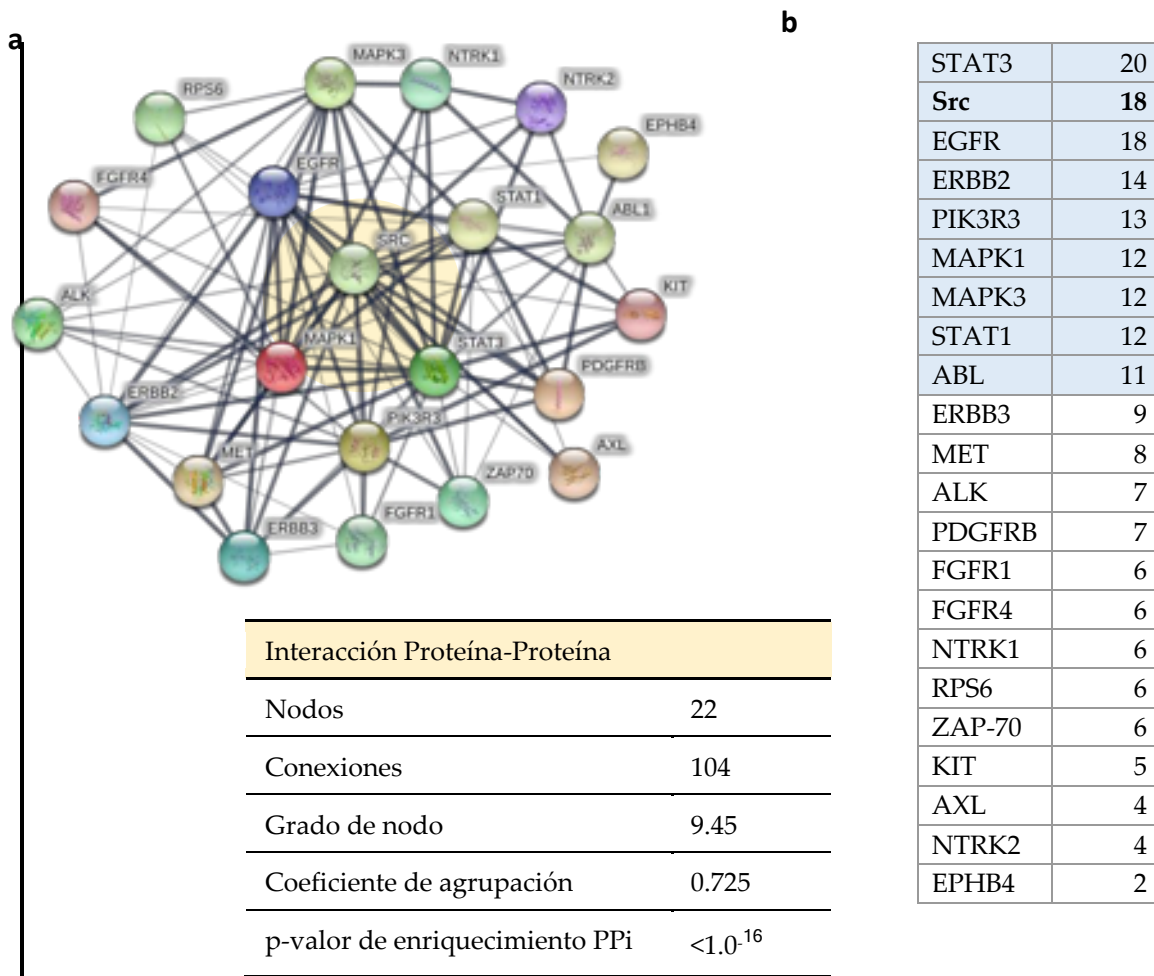 a
MAPK3
NTRK1
RPS6
NTRK2
EPHB4
FGFR4
EGFR
STAT1
ABL1
SRC
ALK
KIT
MAPK1
STAT3
PDGFRB
ERBB2
PIK3R3
MET
AXL
ZAP70
FGFR1
ERBB3
Interacción Proteína-Proteína
Nodos 22
Conexiones 104
Grado de nodo 9.45
Coeficiente de agrupación 0.725
p-valor de enriquecimiento PPi <1.0-16
b
STAT3 20
Src 18
EGFR 18
ERBB2 14
PIK3R3 13
MAPK1 12
MAPK3 12
STAT1 12
ABL 11
ERBB3 9
MET 8
ALK 7
PDGFRB 7
FGFR1 6
FGFR4 6
NTRK1 6
RPS6 6
ZAP-70 6
KIT 5
AXL 4
NTRK2 4
EPHB4 2